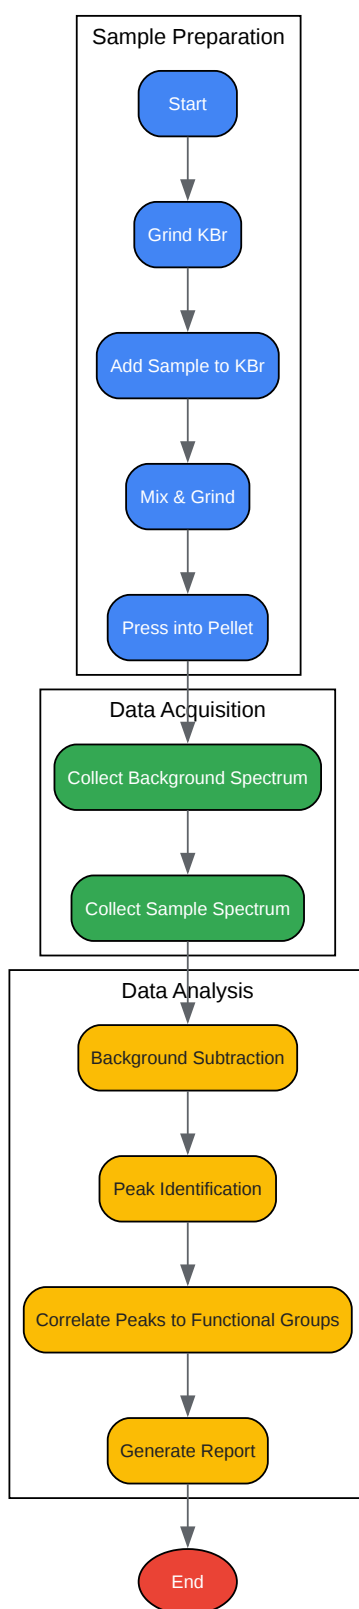 Sample Preparation
Start
Grind KBr
Add Sample to KBr
Mix & Grind
Press into Pellet
Data Acquisition
Collect Background Spectrum
Collect Sample Spectrum
Data Analysis
Background Subtraction
Peak Identification
Correlate Peaks to Functional Groups
Generate Report
End